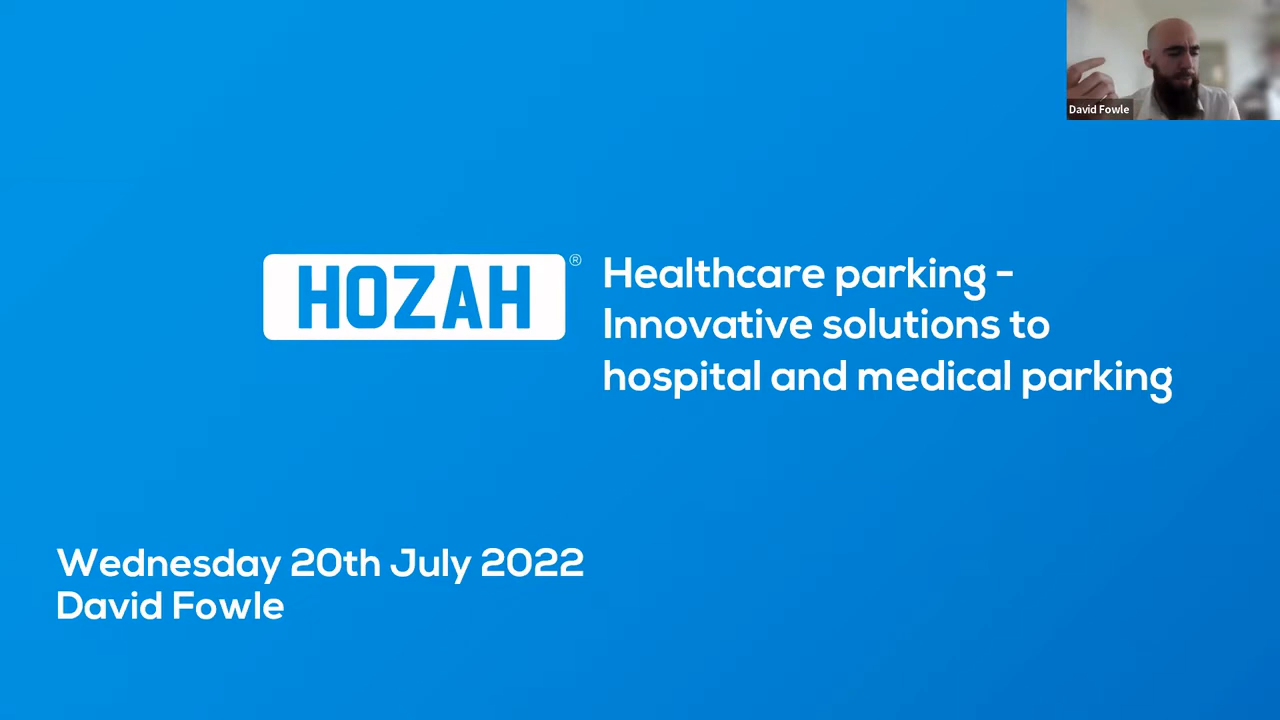 David Fowle
HOZAH®
Healthcare parking -
Innovative solutions to
hospital and medical parking
Wednesday 20th July 2022
David Fowle